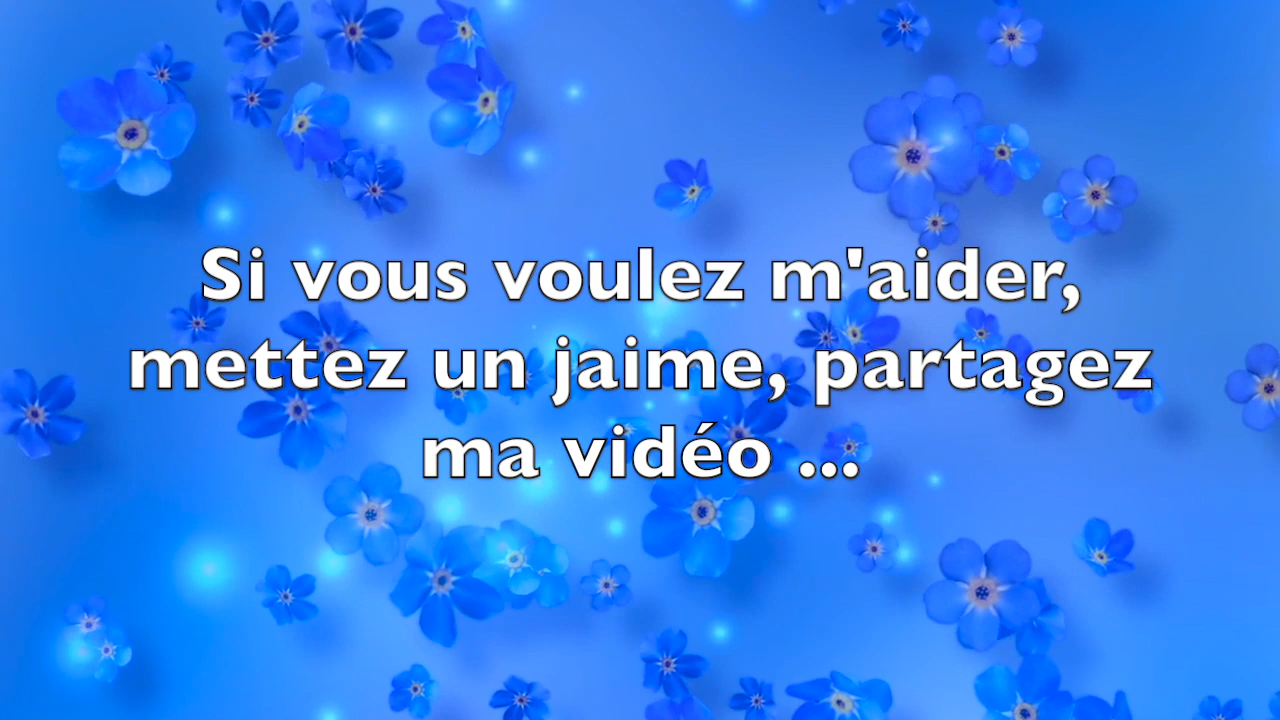 Si vous voulez m'aider,
mettez un jaime, partagez
ma vidéo ...